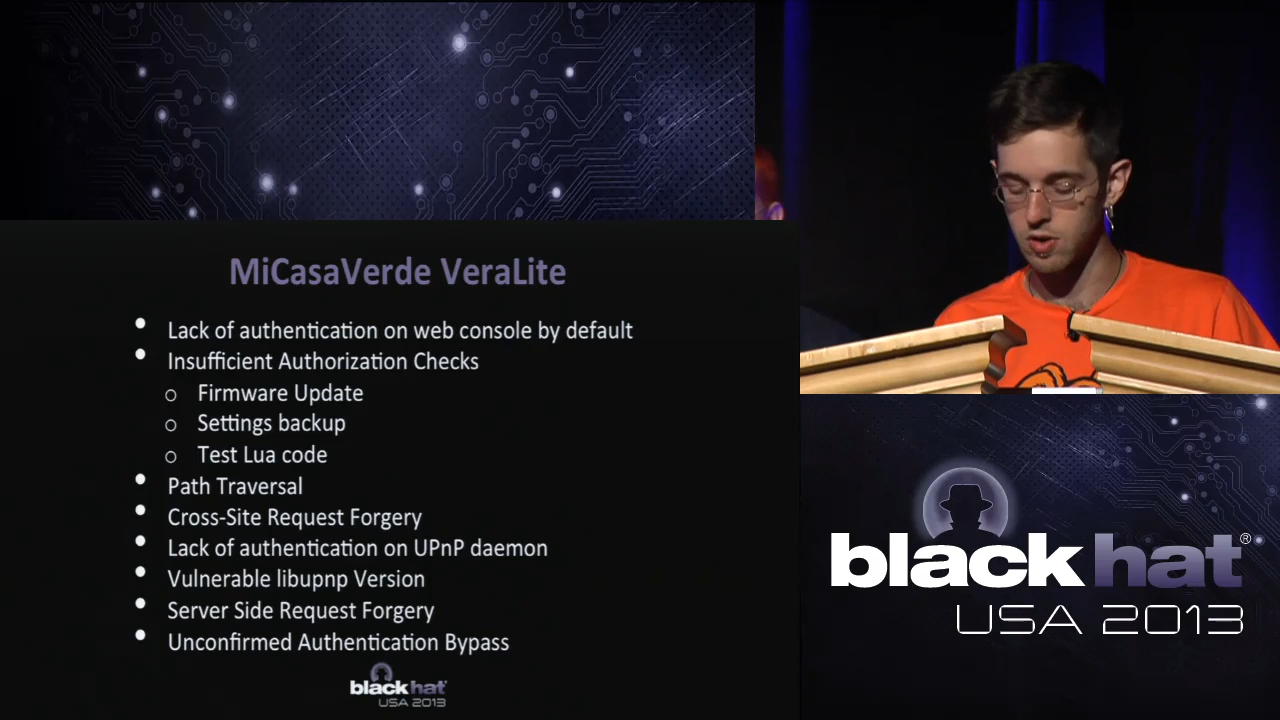 MiCasaVerde VeraLite
• Lack of authentication on web console by default
• Insufficient Authorization Checks
o Firmware Update
o Settings backup
o Test Lua code
• Path Traversal
• Cross-Site Request Forgery
• Lack of authentication on UPnP daemon
• Vulnerable libupnp Version
• Server Side Request Forgery
• Unconfirmed Authentication Bypass
black hat
USA 2013
black hat®
USA 2013